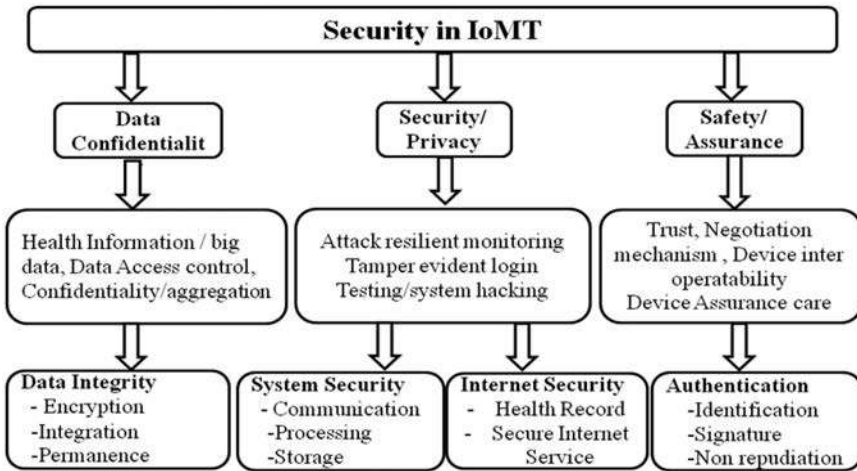 Security in IoMT
Data
Confidentialit
Security/
Privacy
Safety/
Assurance
Health Information / big
data, Data Access control,
Confidentiality/aggregation
Attack resilient monitoring
Tamper evident login
Testing/system hacking
Trust, Negotiation
mechanism , Device inter
operatability
Device Assurance care
Data Integrity
- Encryption
-Integration
-Permanence
System Security
- Communication
-Processing
-Storage
Internet Security
- Health Record
- Secure Internet
Service
Authentication
-Identification
-Signature
-Non repudiation